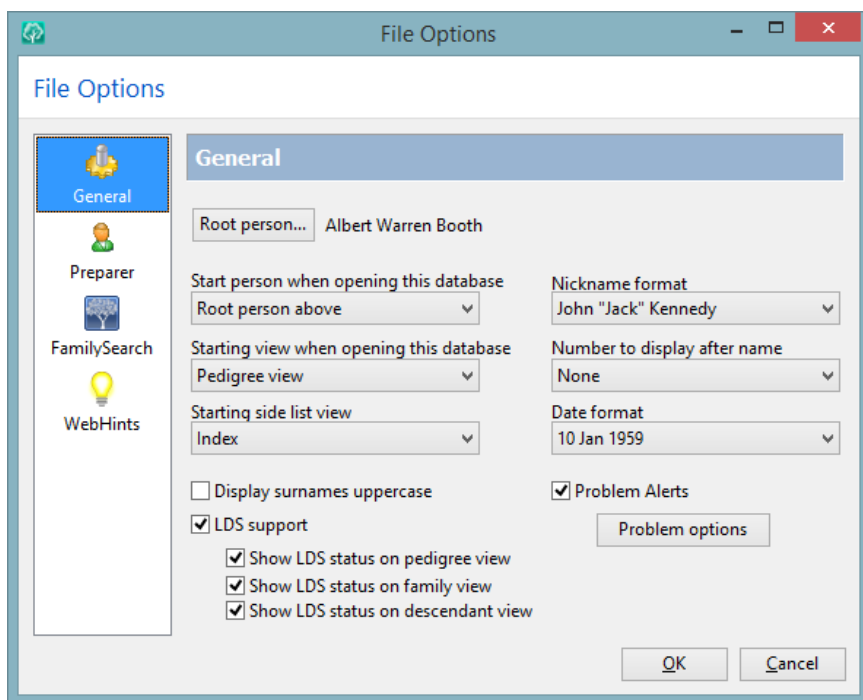 File Options
File Options
General
Preparer
FamilySearch
WebHints
General
Root person... Albert Warren Booth
Start person when opening this database
Root person above
Starting view when opening this database
Pedigree view
Starting side list view
Index
Nickname format
John "Jack" Kennedy
Number to display after name
None
Date format
10 Jan 1959
Display surnames uppercase
LDS support
Show LDS status on pedigree view
Show LDS status on family view
Show LDS status on descendant view
Problem Alerts
Problem options
OK Cancel